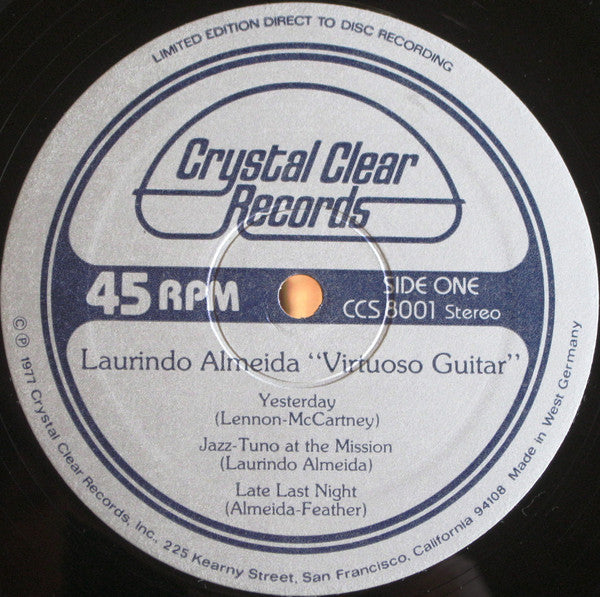 LIMITED EDITION DIRECT TO DISC RECORDING
Crystal Clear
Records
45 RPM
SIDE ONE
CCS 8001 Stereo
Laurindo Almeida "Virtuoso Guitar"
Yesterday
(Lennon-McCartney)
Jazz-Tuno at the Mission
(Laurindo Almeida)
Late Last Night
(Almeida-Feather)
© ℗ 1977 Crystal Clear Records, Inc., 225 Kearny Street, San Francisco, California 94108 Made in West Germany